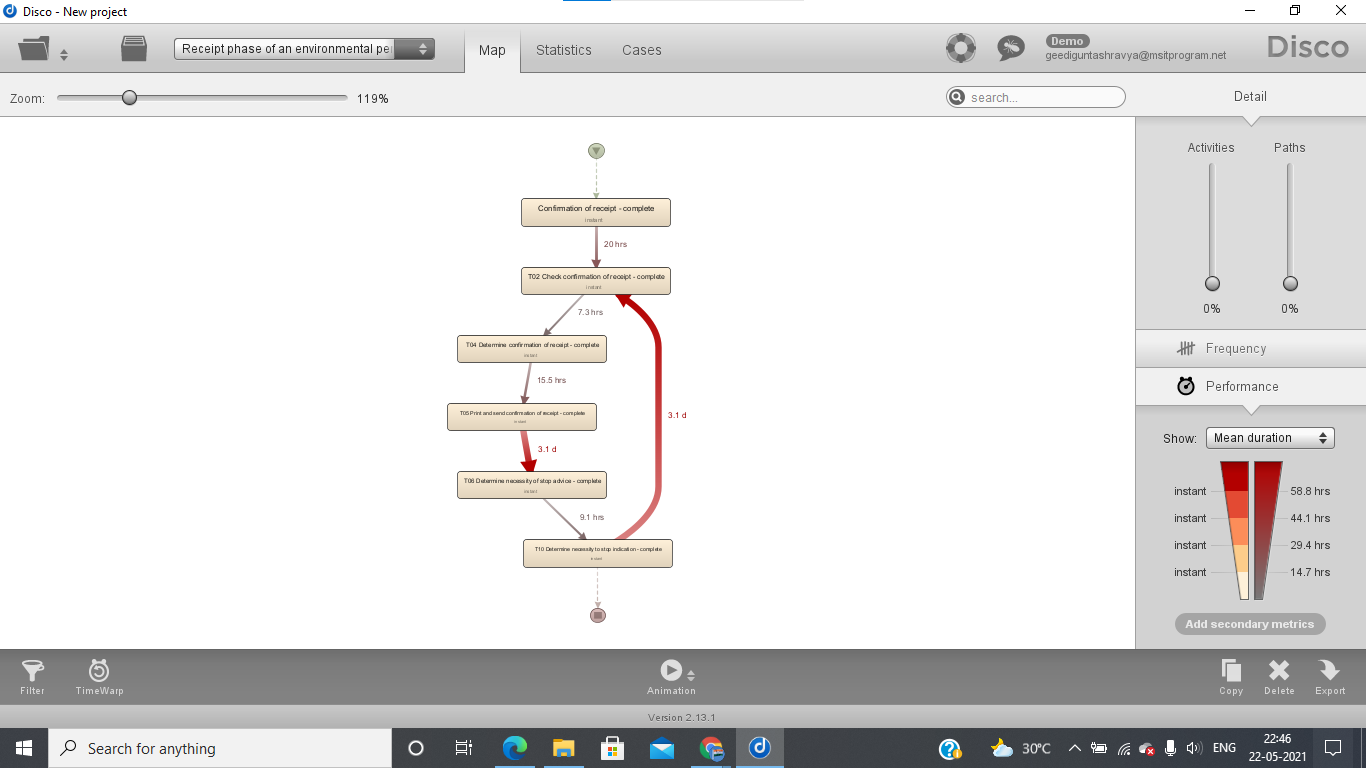 Disco - New project
Receipt phase of an environmental pe
Map
Statistics
Cases
Demo
geediguntashravya@msitprogram.net
Disco
Zoom:
119%
search...
Detail
Activities
Paths
0%
0%
Confirmation of receipt - complete
instant
20 hrs
T02 Check confirmation of receipt - complete
instant
7.3 hrs
T04 Determine confirmation of receipt - complete
instant
15.5 hrs
T05 Print and send confirmation of receipt - complete
instant
3.1 d
3.1 d
T06 Determine necessity of stop advice - complete
instant
9.1 hrs
T10 Determine necessity to stop indication - complete
instant
Frequency
Performance
Show:
Mean duration
instant
58.8 hrs
instant
44.1 hrs
instant
29.4 hrs
instant
14.7 hrs
Add secondary metrics
Filter
TimeWarp
Animation
Copy
Delete
Export
Version 2.13.1
Search for anything
30°C
ENG
22:46
22-05-2021